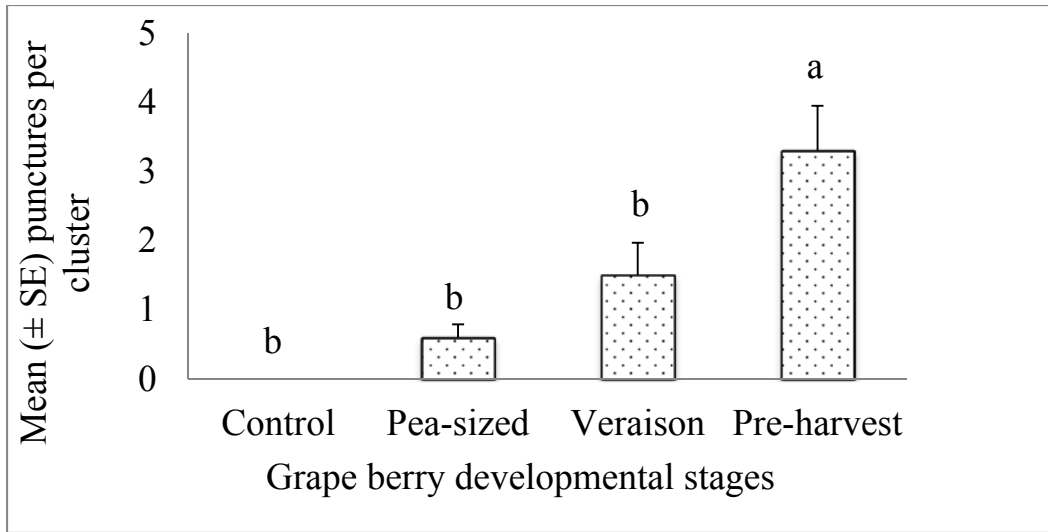 Mean (± SE) punctures per
cluster
5
4
3
2
1
0
b
b
b
a
Control Pea-sized Veraison Pre-harvest
Grape berry developmental stages